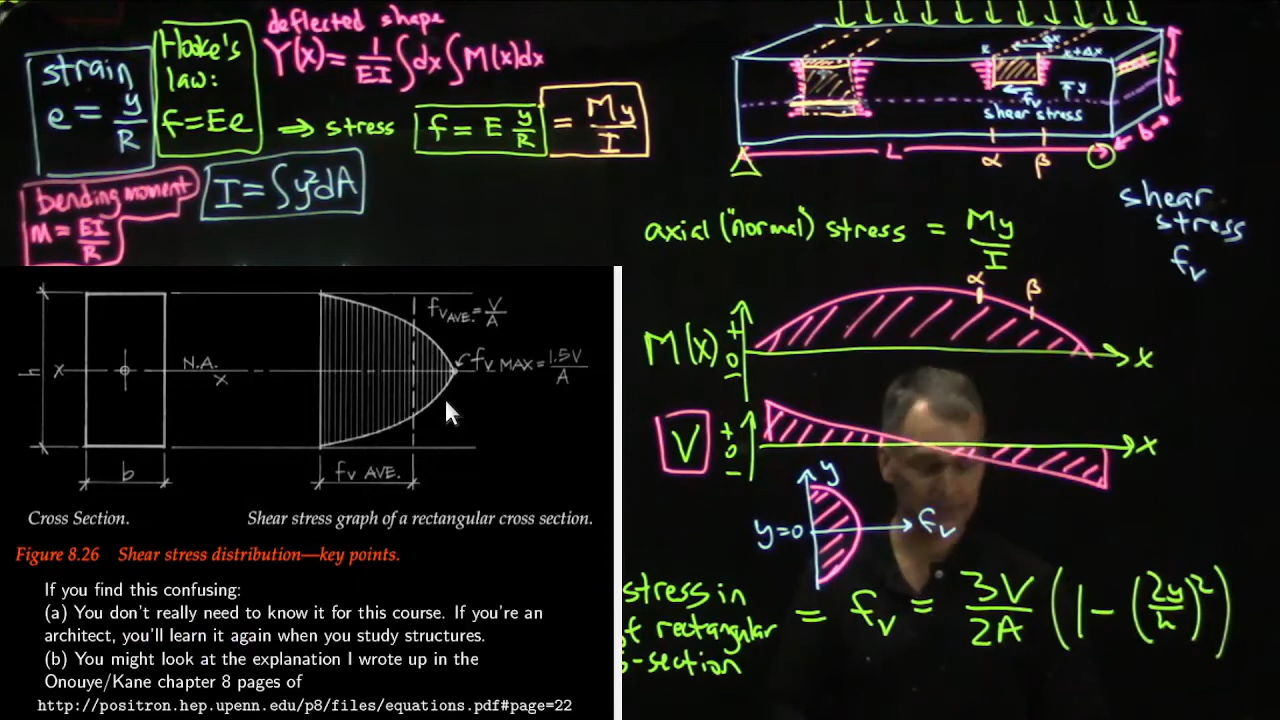 strain
e = y/R
Hooke's
law:
f = Ee
deflected shape
Y(x) = 1/EI ∫dx ∫M(x)dx
⇒ stress
f = E y/R
= My/I
bending moment
M = EI/R
I = ∫y²dA
x
Δx
x+Δx
y
fv
shear stress
h
b
L
α
β
shear
stress
fv
axial ("normal") stress = My/I
α
β
M(x)
+
0
−
x
V
+
0
−
x
y
y=0
fv
stress in
of rectangular
-section
= fv = 3V/2A (1 − (2y/h)²)
fv AVE. = V/A
fv MAX = 1.5V/A
h
X
N.A.
X
b
fv AVE.
Cross Section.
Shear stress graph of a rectangular cross section.
Figure 8.26 Shear stress distribution—key points.
If you find this confusing:
(a) You don't really need to know it for this course. If you're an
architect, you'll learn it again when you study structures.
(b) You might look at the explanation I wrote up in the
Onouye/Kane chapter 8 pages of
http://positron.hep.upenn.edu/p8/files/equations.pdf#page=22